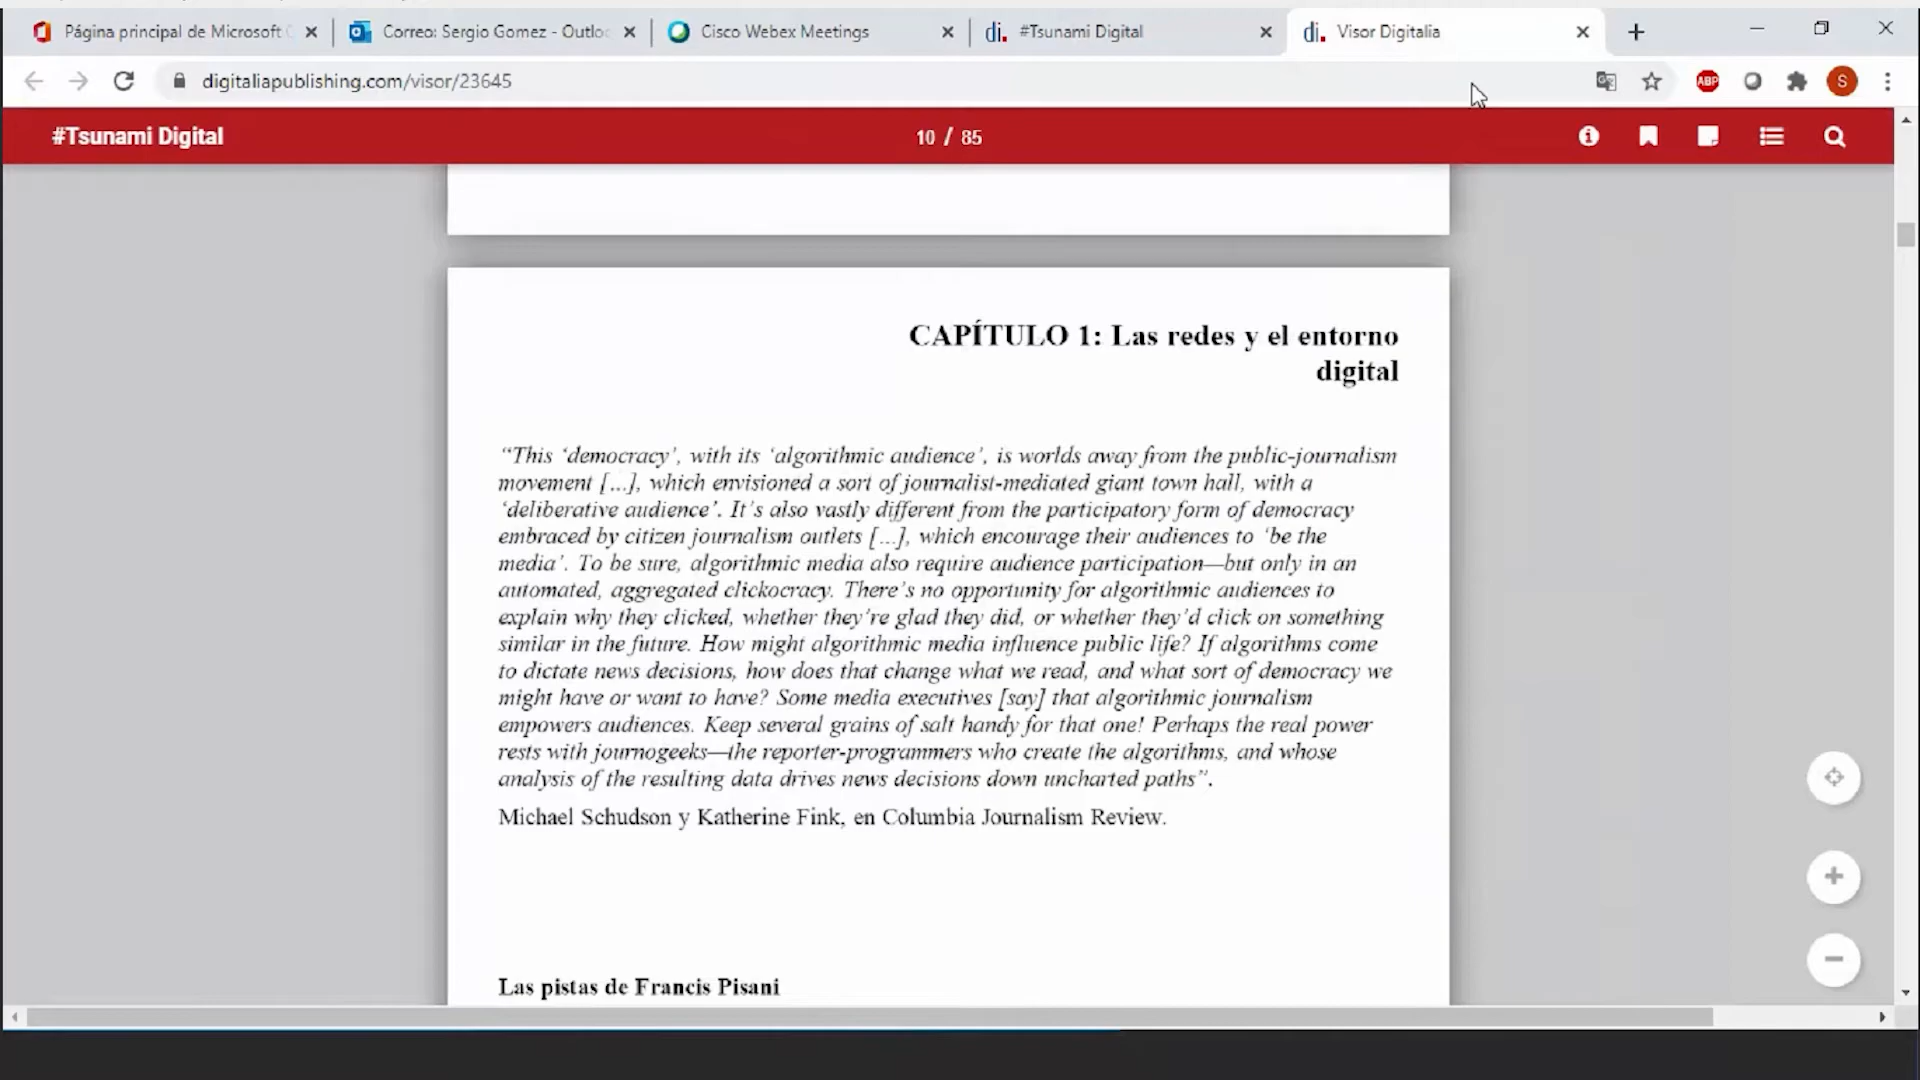 Página principal de Microsoft
Correo: Sergio Gomez - Outlo
Cisco Webex Meetings
di. #Tsunami Digital
di. Visor Digitalia
digitaliapublishing.com/visor/23645
ABP
S
#Tsunami Digital
10 / 85
CAPÍTULO 1: Las redes y el entorno
digital
“This ‘democracy’, with its ‘algorithmic audience’, is worlds away from the public-journalism
movement [...], which envisioned a sort of journalist-mediated giant town hall, with a
‘deliberative audience’. It’s also vastly different from the participatory form of democracy
embraced by citizen journalism outlets [...], which encourage their audiences to ‘be the
media’. To be sure, algorithmic media also require audience participation—but only in an
automated, aggregated clickocracy. There’s no opportunity for algorithmic audiences to
explain why they clicked, whether they’re glad they did, or whether they’d click on something
similar in the future. How might algorithmic media influence public life? If algorithms come
to dictate news decisions, how does that change what we read, and what sort of democracy we
might have or want to have? Some media executives [say] that algorithmic journalism
empowers audiences. Keep several grains of salt handy for that one! Perhaps the real power
rests with journogeeks—the reporter-programmers who create the algorithms, and whose
analysis of the resulting data drives news decisions down uncharted paths”.
Michael Schudson y Katherine Fink, en Columbia Journalism Review.
Las pistas de Francis Pisani